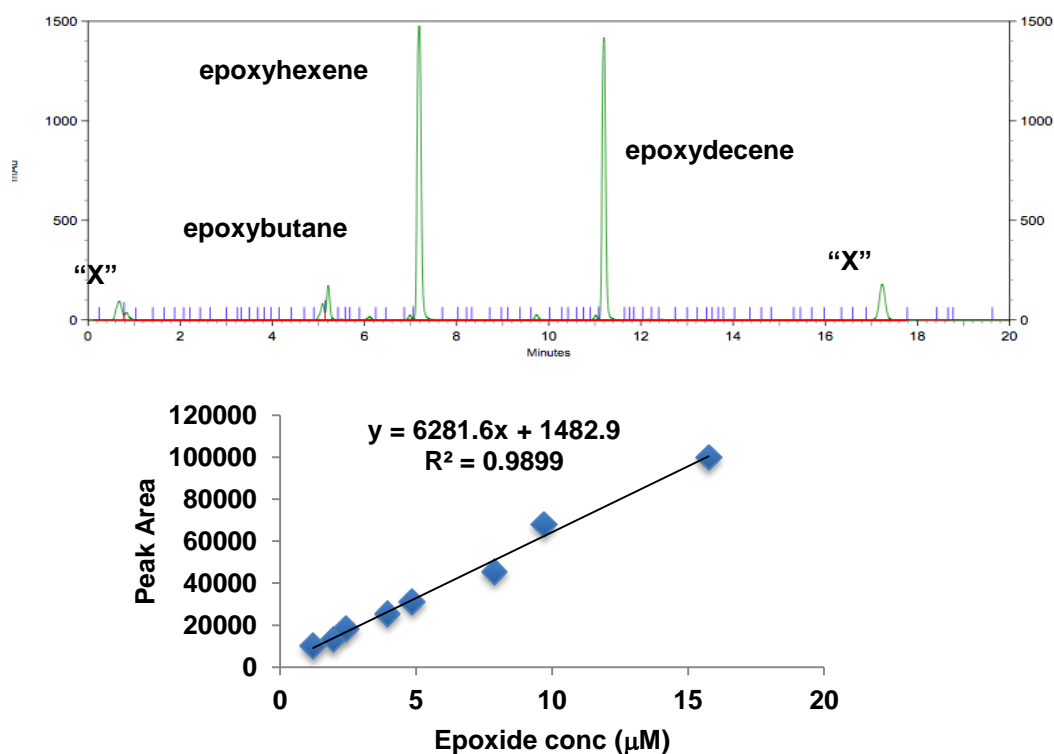 1500
1500
epoxyhexene
1000
1000
epoxydecene
mAU
500
500
epoxybutane
“X”
“X”
0
0
0 2 4 6 8 10 12 14 16 18 20
Minutes
120000
y = 6281.6x + 1482.9
100000
R² = 0.9899
80000
Peak Area
60000
40000
20000
0
0 5 10 15 20
Epoxide conc (μM)